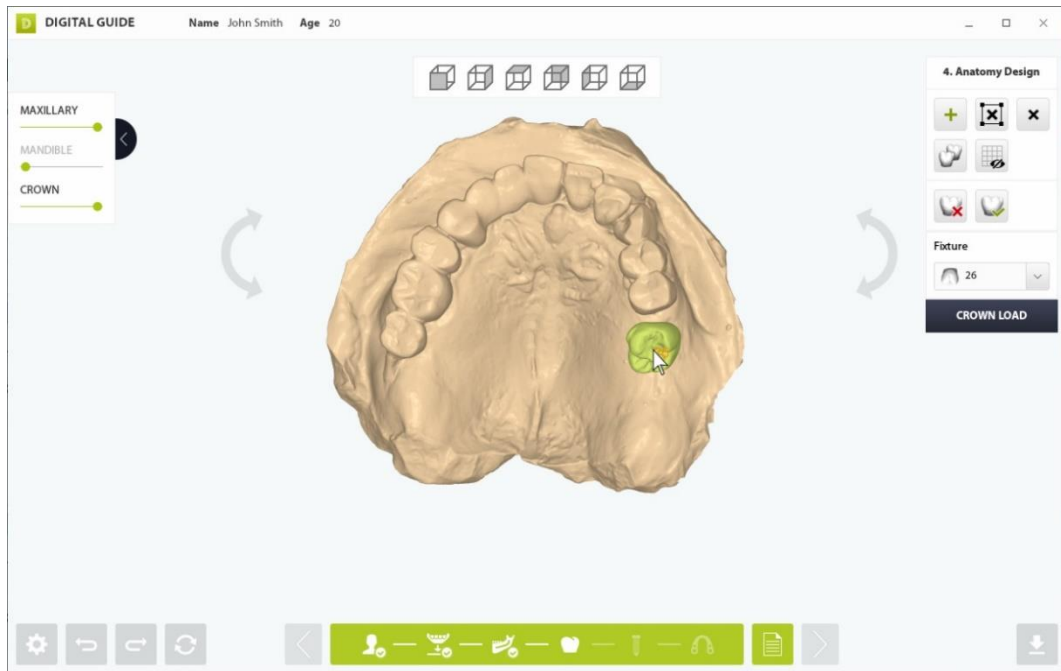 D DIGITAL GUIDE Name John Smith Age 20
MAXILLARY
MANDIBLE
CROWN
4. Anatomy Design
Fixture
26
CROWN LOAD